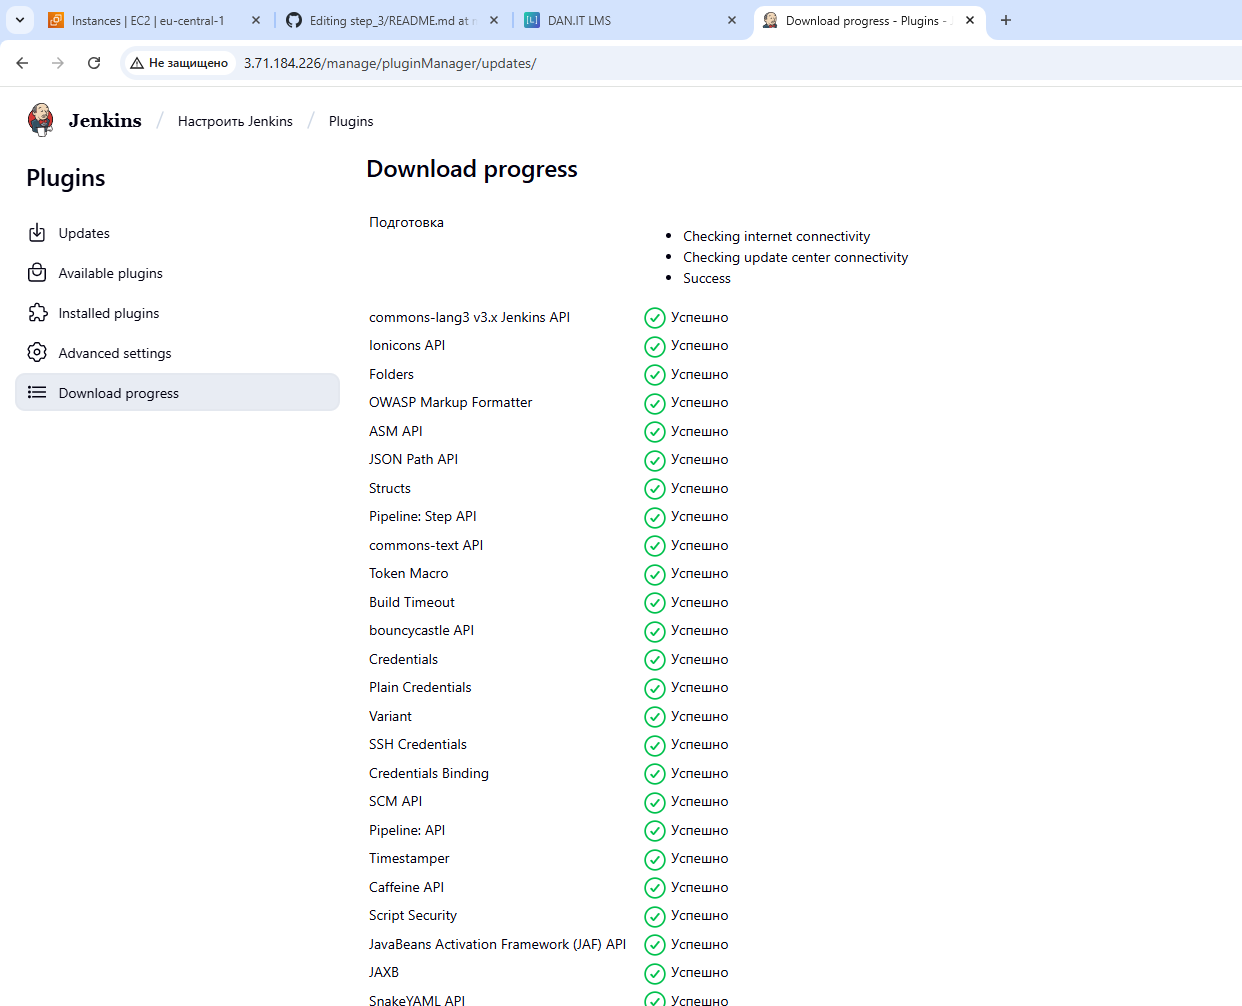 Instances | EC2 | eu-central-1
Editing step_3/README.md at
DAN.IT LMS
Download progress - Plugins -
Не защищено
3.71.184.226/manage/pluginManager/updates/
Jenkins / Настроить Jenkins / Plugins
Plugins
Updates
Available plugins
Installed plugins
Advanced settings
Download progress
Download progress
Подготовка
Checking internet connectivity
Checking update center connectivity
Success
commons-lang3 v3.x Jenkins API Успешно
Ionicons API Успешно
Folders Успешно
OWASP Markup Formatter Успешно
ASM API Успешно
JSON Path API Успешно
Structs Успешно
Pipeline: Step API Успешно
commons-text API Успешно
Token Macro Успешно
Build Timeout Успешно
bouncycastle API Успешно
Credentials Успешно
Plain Credentials Успешно
Variant Успешно
SSH Credentials Успешно
Credentials Binding Успешно
SCM API Успешно
Pipeline: API Успешно
Timestamper Успешно
Caffeine API Успешно
Script Security Успешно
JavaBeans Activation Framework (JAF) API Успешно
JAXB Успешно
SnakeYAML API Успешно